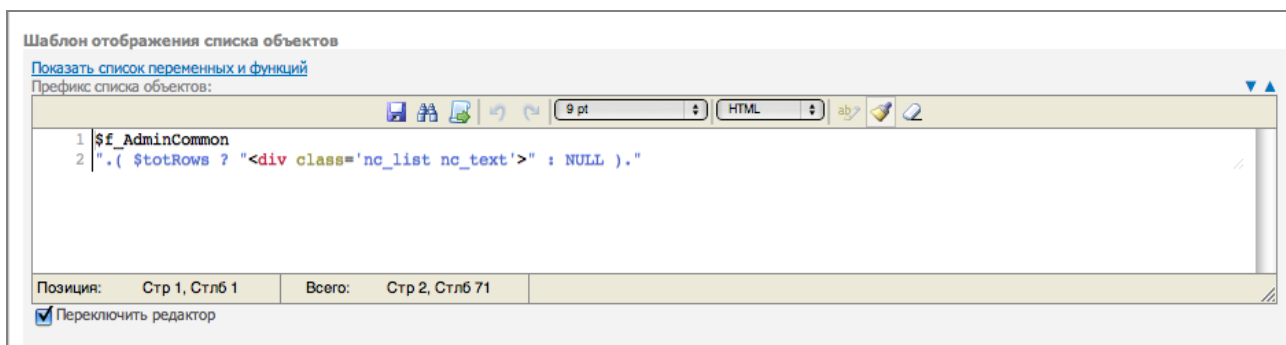 Шаблон отображения списка объектов
Показать список переменных и функций
Префикс списка объектов:
9 pt HTML ab
1 $f_AdminCommon
2 ".( $totRows ? "<div class='nc_list nc_text'>" : NULL )."
Позиция: Стр 1, Стлб 1 Всего: Стр 2, Стлб 71
Переключить редактор